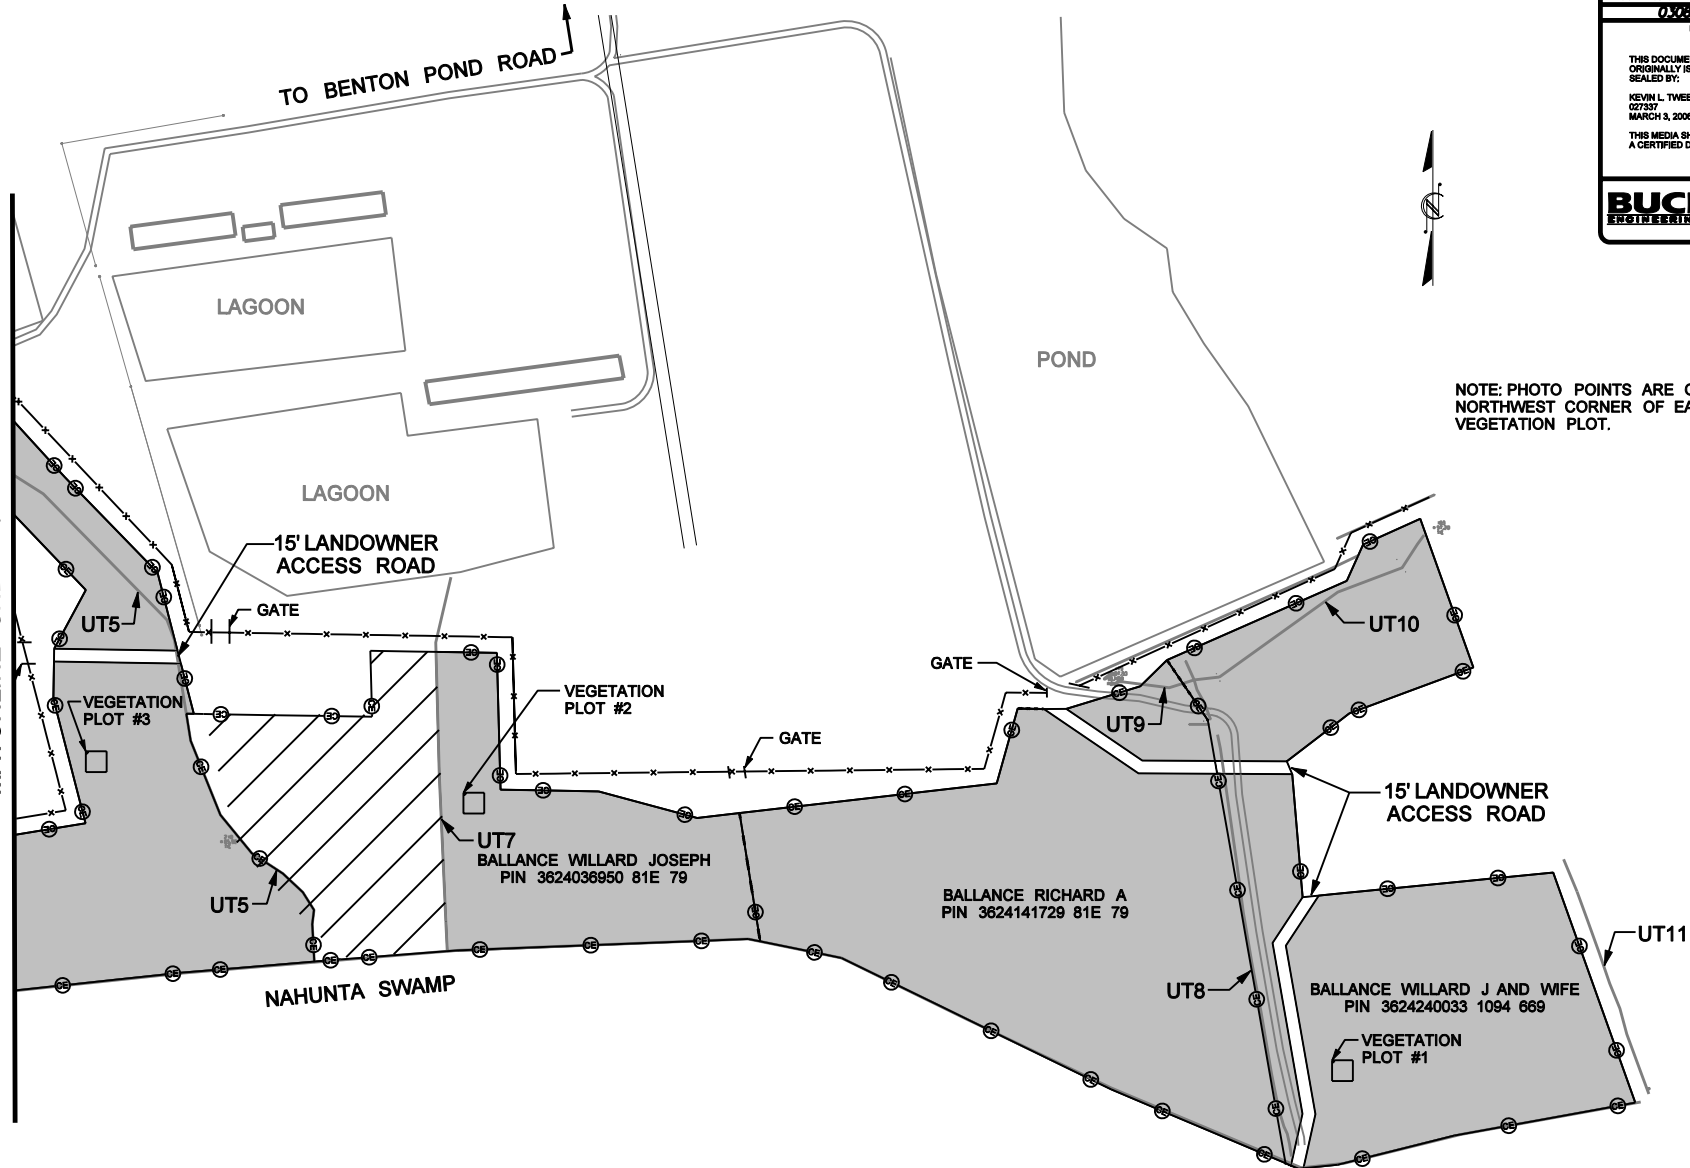 TO BENTON POND ROAD
THIS DOCUME
ORIGINALLY IS
SEALED BY:
KEVIN L. TWEE
027337
MARCH 3, 2006
THIS MEDIA SH
A CERTIFIED D
BUC
ENGINEERIN
LAGOON
POND
NOTE: PHOTO POINTS ARE
NORTHWEST CORNER OF EA
VEGETATION PLOT.
LAGOON
15' LANDOWNER
ACCESS ROAD
GATE
UT5
UT10
GATE
VEGETATION
PLOT #3
VEGETATION
PLOT #2
UT9
GATE
15' LANDOWNER
ACCESS ROAD
UT7
BALLANCE WILLARD JOSEPH
PIN 3624036950 81E 79
BALLANCE RICHARD A
PIN 3624141729 81E 79
UT5
UT11
NAHUNTA SWAMP
UT8
BALLANCE WILLARD J AND WIFE
PIN 3624240033 1094 669
VEGETATION
PLOT #1